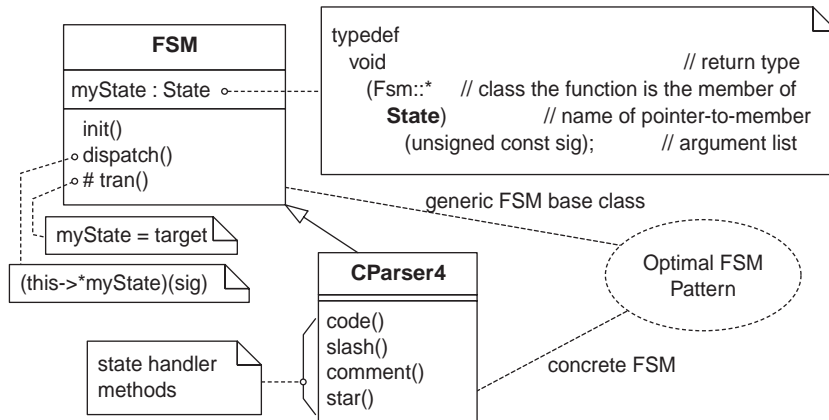 FSM
myState : State
init()
dispatch()
# tran()
typedef
void // return type
(Fsm::* // class the function is the member of
State) // name of pointer-to-member
(unsigned const sig); // argument list
generic FSM base class
myState = target
(this->*myState)(sig)
CParser4
code()
slash()
comment()
star()
state handler
methods
Optimal FSM
Pattern
concrete FSM